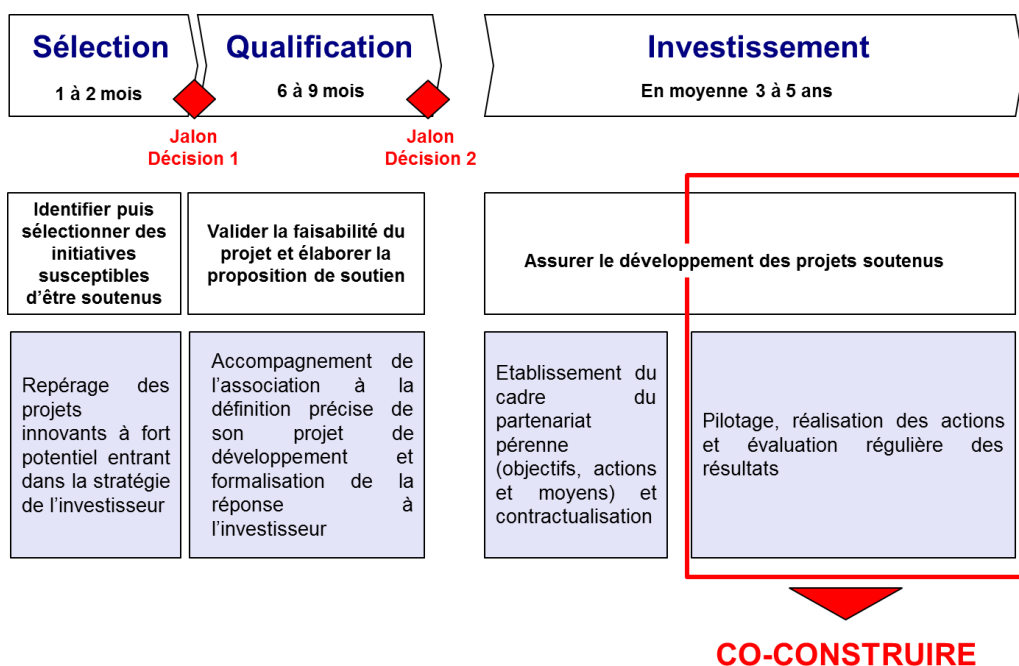 Sélection
1 à 2 mois
Qualification
6 à 9 mois
Investissement
En moyenne 3 à 5 ans
Jalon
Décision 1
Jalon
Décision 2
Identifier puis
sélectionner des
initiatives
susceptibles
d'être soutenus
Valider la faisabilité du
projet et élaborer la
proposition de soutien
Assurer le développement des projets soutenus
Repérage des
projets
innovants à fort
potentiel entrant
dans la stratégie
de l'investisseur
Accompagnement de
l'association à la
définition précise de
son projet de
développement et
formalisation de la
réponse à
l'investisseur
Etablissement du
cadre du
partenariat
pérenne
(objectifs, actions
et moyens) et
contractualisation
Pilotage, réalisation des actions
et évaluation régulière des
résultats
CO-CONSTRUIRE